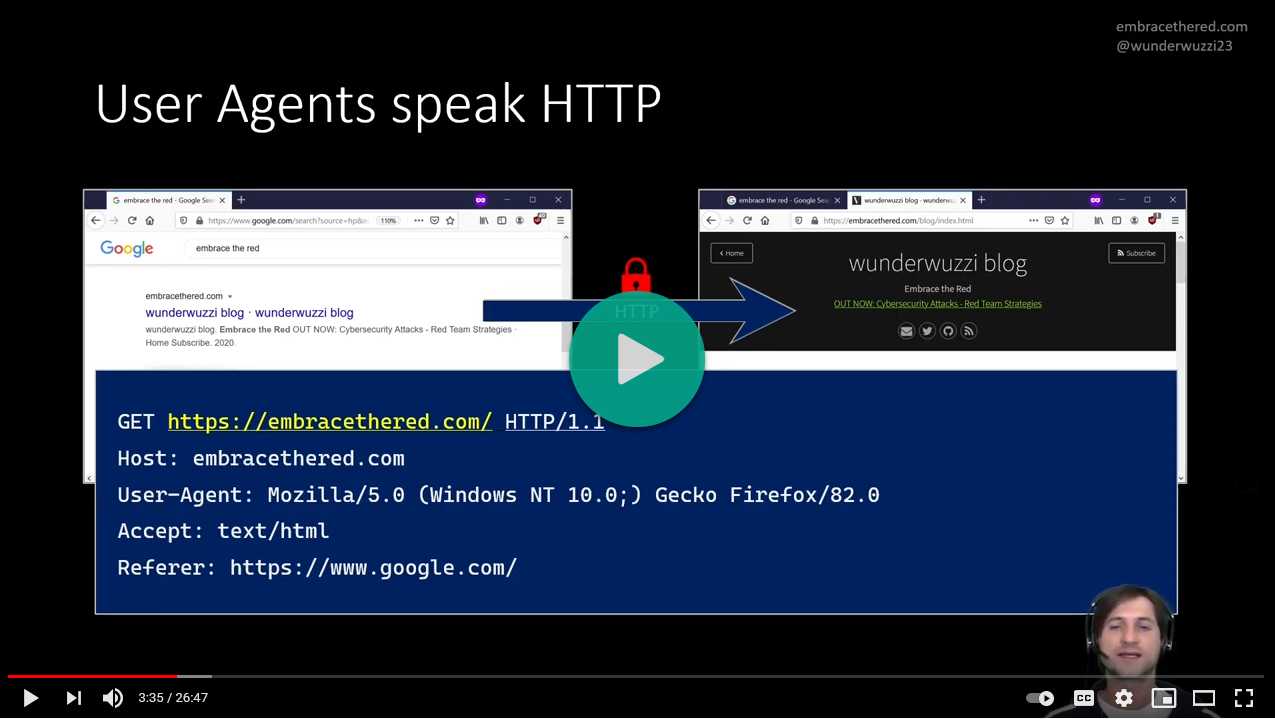 embracethered.com
@wunderwuzzi23
User Agents speak HTTP
embrace the red - Google Sea
https://www.google.com/search?source=hp&e
110%
Google
embrace the red
embracethered.com
wunderwuzzi blog · wunderwuzzi blog
wunderwuzzi blog. Embrace the Red OUT NOW: Cybersecurity Attacks - Red Team Strategies ·
Home Subscribe. 2020.
HTTP
embrace the red - Google Sea
wunderwuzzi blog - wunderwu
https://embracethered.com/blog/index.html
Home
Subscribe
wunderwuzzi blog
Embrace the Red
OUT NOW: Cybersecurity Attacks - Red Team Strategies
GET https://embracethered.com/ HTTP/1.1
Host: embracethered.com
User-Agent: Mozilla/5.0 (Windows NT 10.0;) Gecko Firefox/82.0
Accept: text/html
Referer: https://www.google.com/
3:35 / 26:47
CC